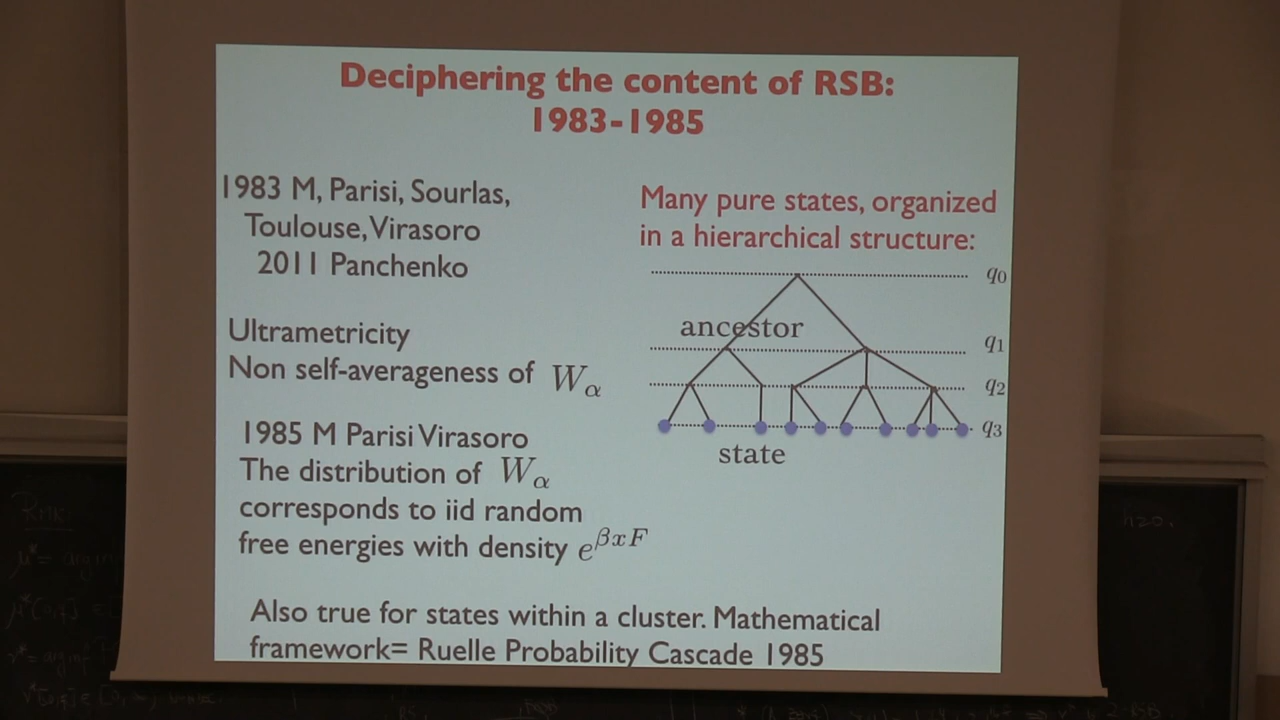 Deciphering the content of RSB:
1983-1985
1983 M, Parisi, Sourlas,
Toulouse, Virasoro
2011 Panchenko
Ultrametricity
Non self-averageness of Wα
1985 M Parisi Virasoro
The distribution of Wα
corresponds to iid random
free energies with density e^{βxF}
Many pure states, organized
in a hierarchical structure:
q0
ancestor
q1
q2
q3
state
Also true for states within a cluster. Mathematical
framework= Ruelle Probability Cascade 1985